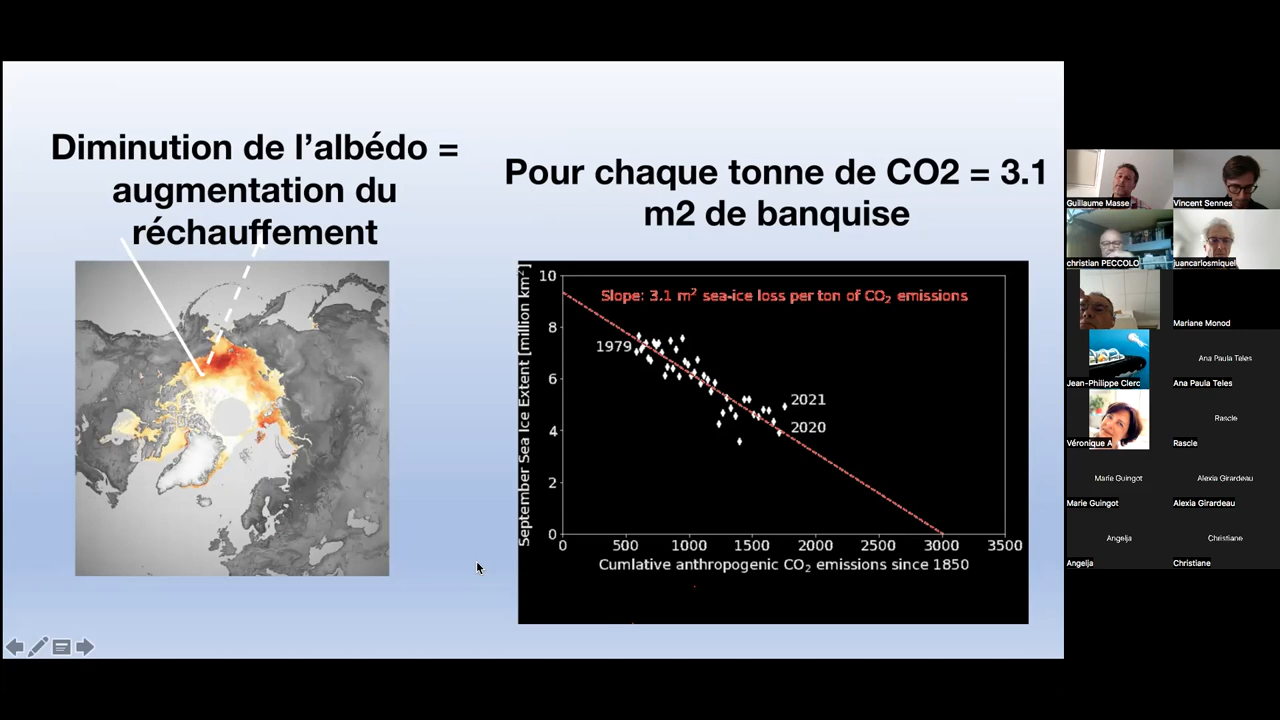 Diminution de l’albédo =
augmentation du
réchauffement
Pour chaque tonne de CO2 = 3.1
m2 de banquise
Slope: 3.1 m² sea-ice loss per ton of CO₂ emissions
September Sea Ice Extent [million km²]
10
8
6
4
2
0
1979
2021
2020
0 500 1000 1500 2000 2500 3000 3500
Cumlative anthropogenic CO₂ emissions since 1850
Guillaume Masse
Vincent Sennes
christian PECCOLO
juancarlosmiquel
Mariane Monod
Ana Paula Teles
Jean-Philippe Clerc
Ana Paula Teles
Rascle
Véronique A
Rascle
Marie Guingot
Alexia Girardeau
Marie Guingot
Alexia Girardeau
Angelja
Christiane
Angelja
Christiane